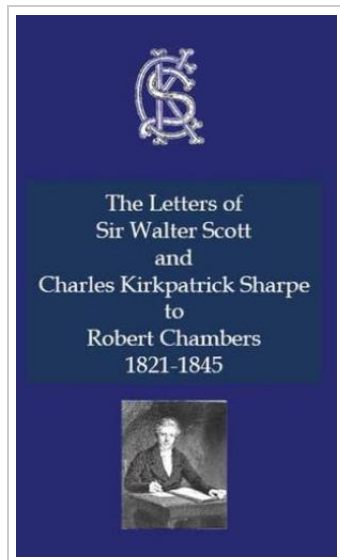 The Letters of
Sir Walter Scott
and
Charles Kirkpatrick Sharpe
to
Robert Chambers
1821-1845